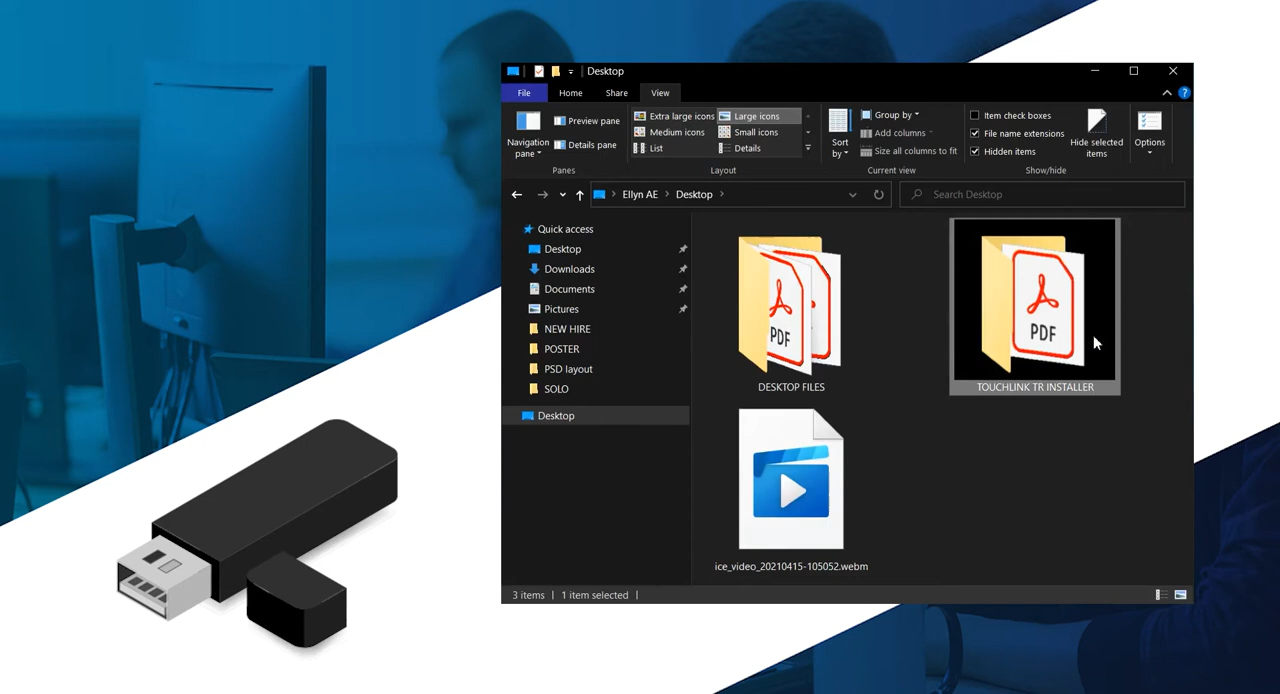 Desktop
File Home Share View
Navigation pane
Preview pane
Details pane
Panes
Extra large icons Large icons
Medium icons Small icons
List Details
Layout
Sort by
Group by
Add columns
Size all columns to fit
Current view
Item check boxes
File name extensions
Hidden items
Hide selected items
Show/hide
Options
Ellyn AE Desktop
Search Desktop
Quick access
Desktop
Downloads
Documents
Pictures
NEW HIRE
POSTER
PSD layout
SOLO
Desktop
PDF
PDF
DESKTOP FILES
TOUCHLINK TR INSTALLER
ice_video_20210415-105052.webm
3 items 1 item selected